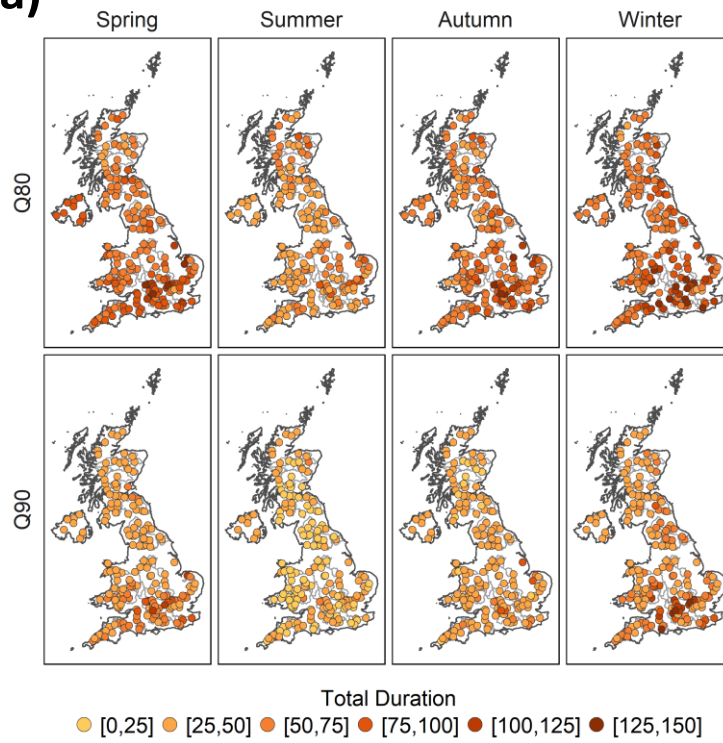 a)
Spring Summer Autumn Winter
Q80
Q90
Total Duration
[0,25] [25,50] [50,75] [75,100] [100,125] [125,150]